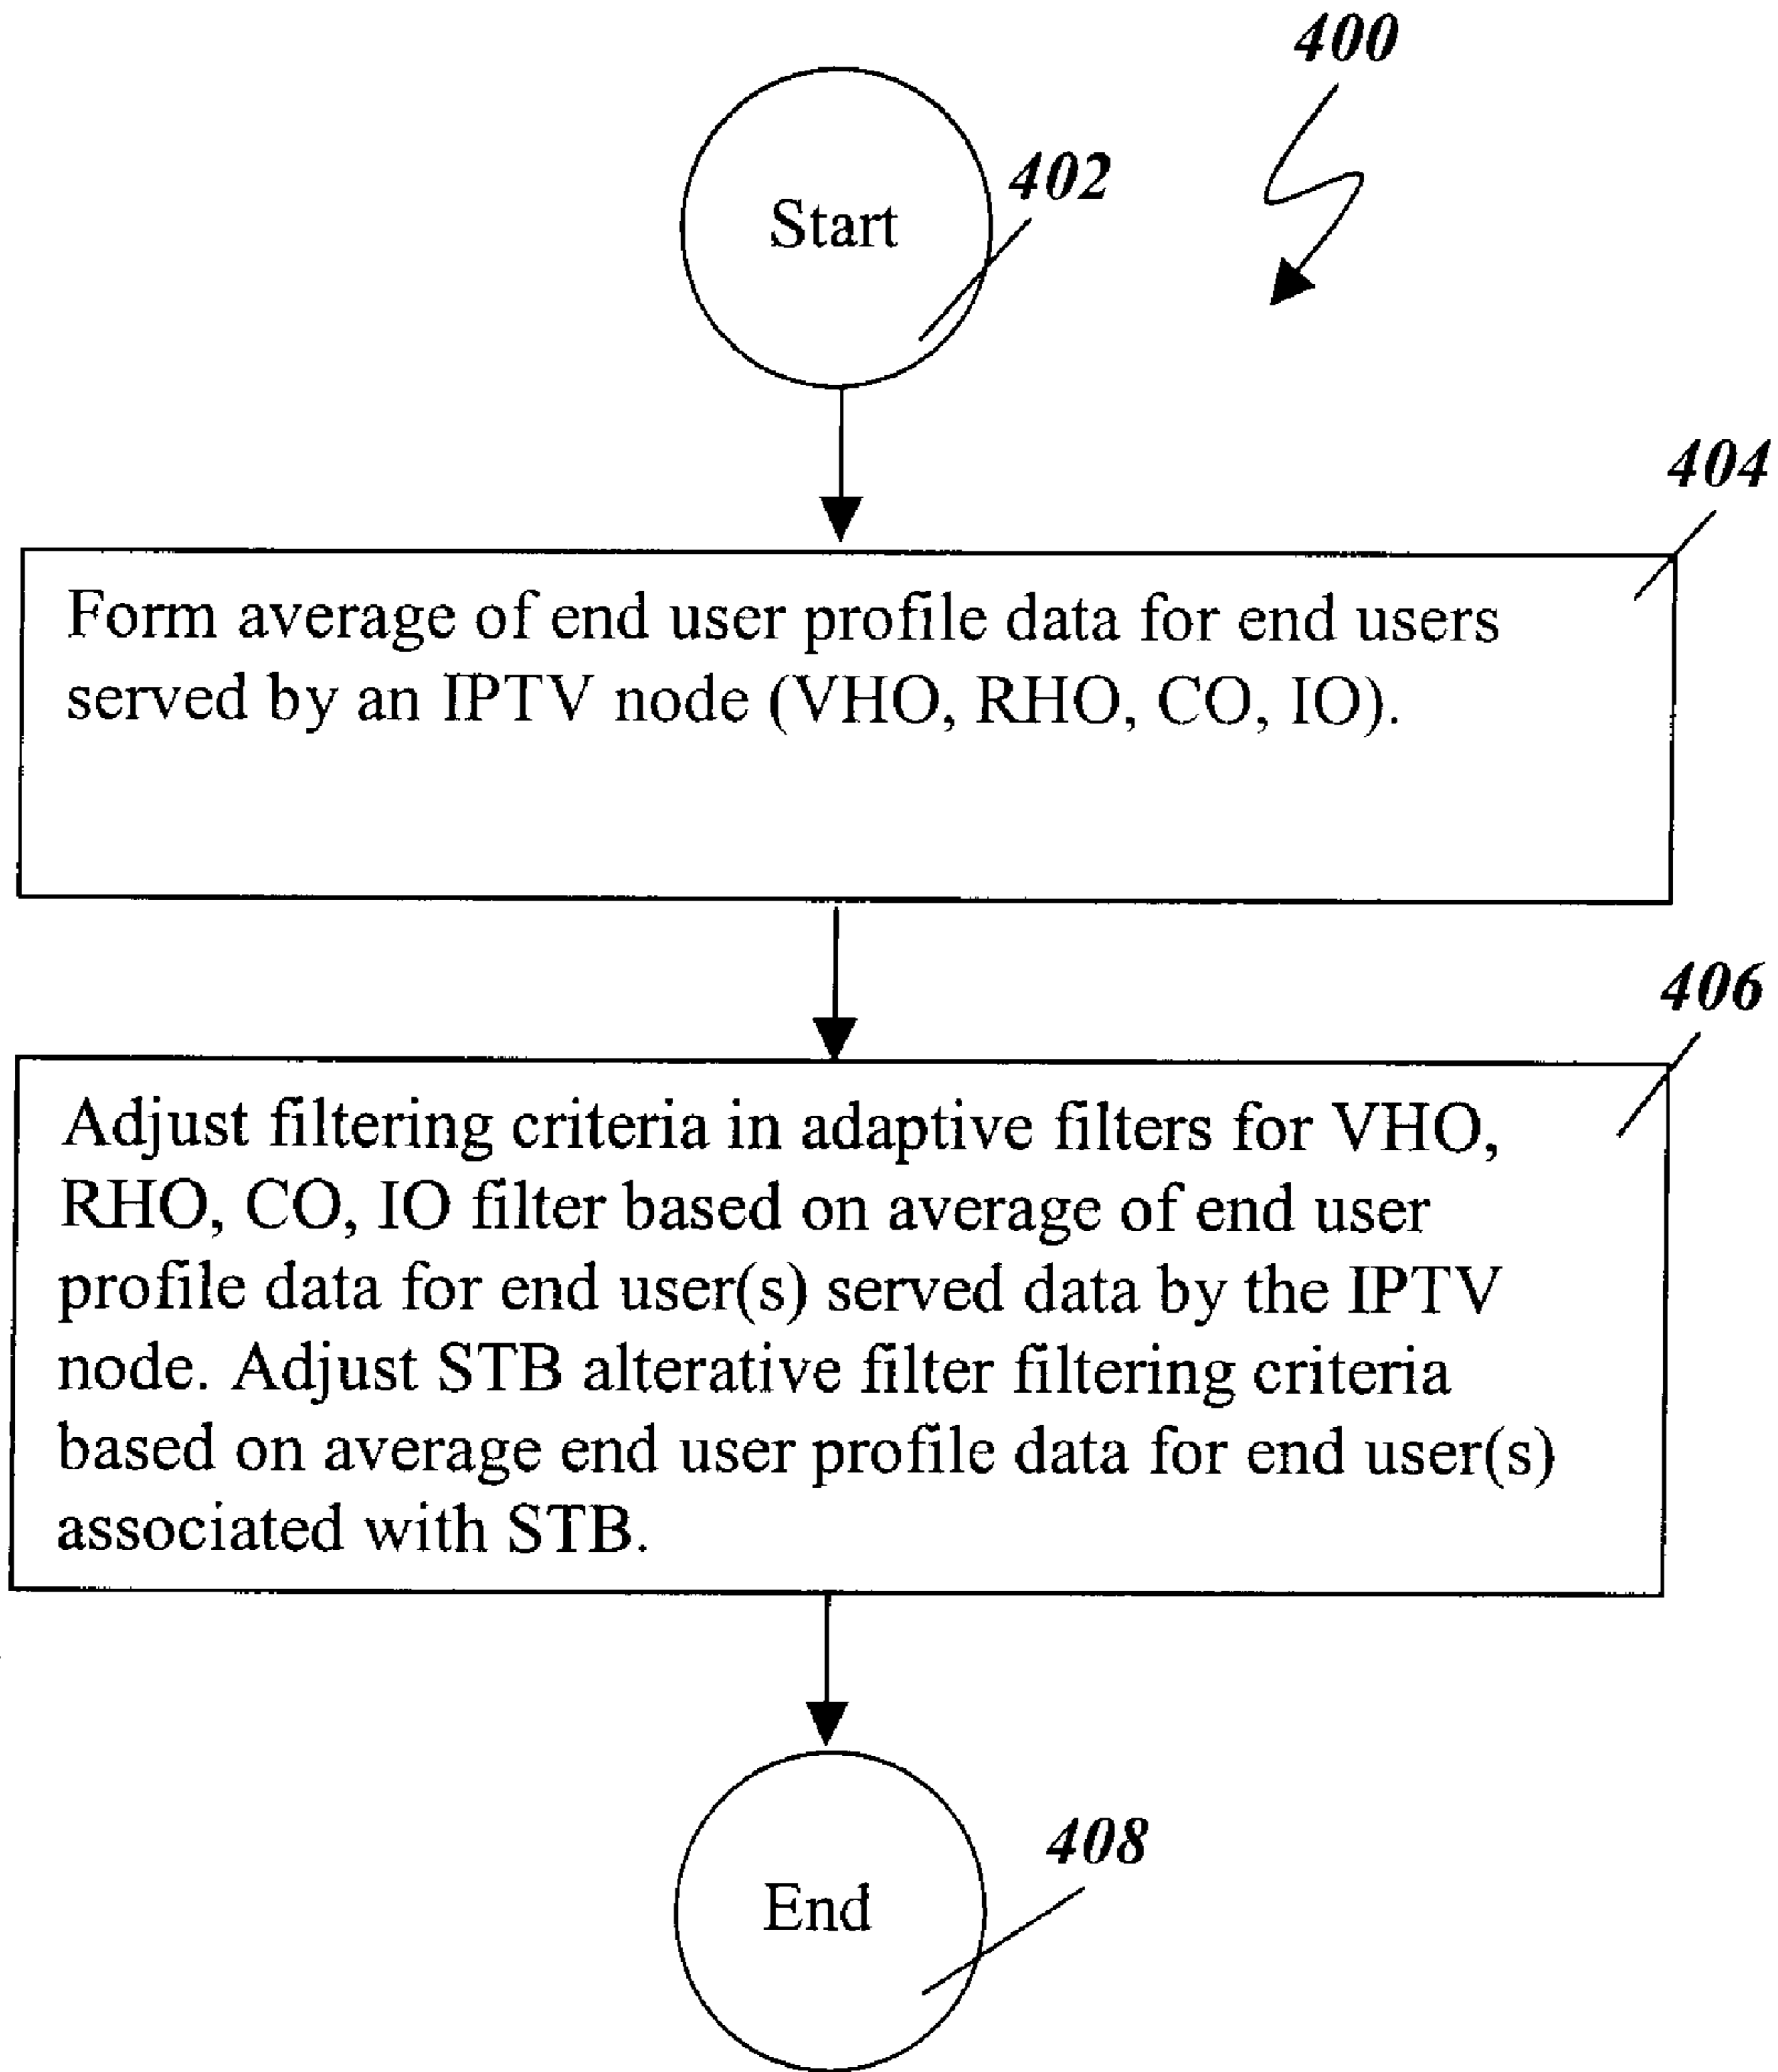 400
402
Start
404
Form average of end user profile data for end users
served by an IPTV node (VHO, RHO, CO, IO).
406
Adjust filtering criteria in adaptive filters for VHO,
RHO, CO, IO filter based on average of end user
profile data for end user(s) served data by the IPTV
node. Adjust STB alterative filter filtering criteria
based on average end user profile data for end user(s)
associated with STB.
408
End